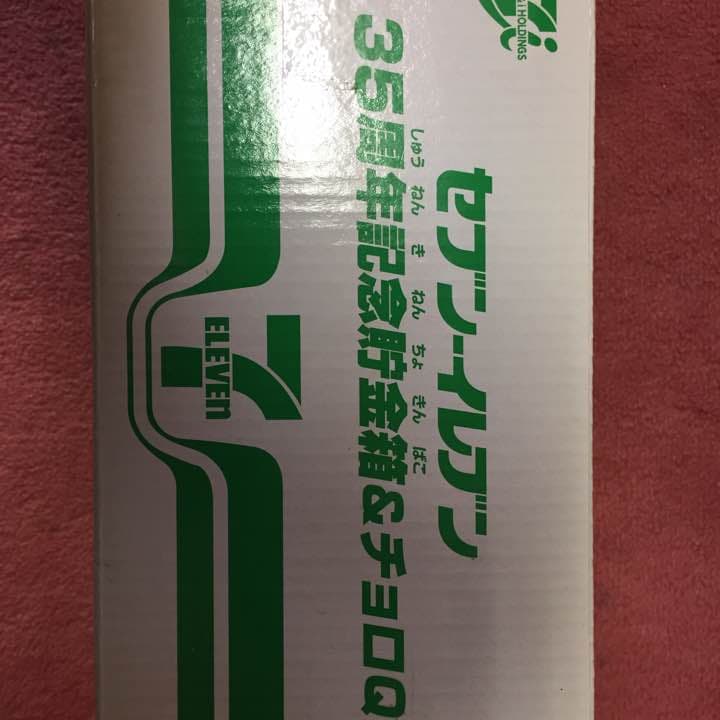 & i HOLDINGS
セブン-イレブン
しゅう ねん き ねん ちょ きん ばこ
35周年記念貯金箱&チョロQ
7
ELEVEn